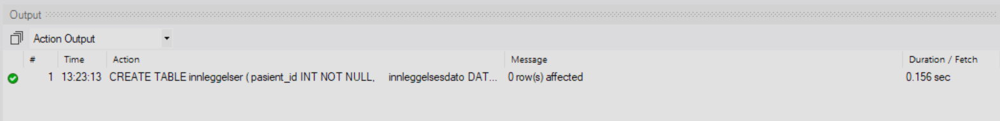 Output
Action Output
# Time Action Message Duration / Fetch
1 13:23:13 CREATE TABLE innleggelser ( pasient_id INT NOT NULL, innleggelsesdato DAT... 0 row(s) affected 0.156 sec